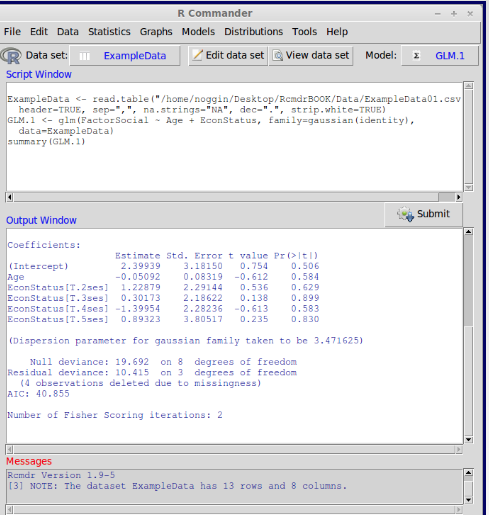 R Commander
File Edit Data Statistics Graphs Models Distributions Tools Help
R Data set: ExampleData Edit data set View data set Model: Σ GLM.1
Script Window
ExampleData <- read.table("/home/noggin/Desktop/RcmdrBOOK/Data/ExampleData01.csv
header=TRUE, sep=",", na.strings="NA", dec=".", strip.white=TRUE)
GLM.1 <- glm(FactorSocial ~ Age + EconStatus, family=gaussian(identity),
data=ExampleData)
summary(GLM.1)
Submit
Output Window
Coefficients:
Estimate Std. Error t value Pr(>|t|)
(Intercept) 2.39939 3.18150 0.754 0.506
Age -0.05092 0.08319 -0.612 0.584
EconStatus[T.2ses] 1.22879 2.29144 0.536 0.629
EconStatus[T.3ses] 0.30173 2.18622 0.138 0.899
EconStatus[T.4ses] -1.39954 2.28236 -0.613 0.583
EconStatus[T.5ses] 0.89323 3.80517 0.235 0.830
(Dispersion parameter for gaussian family taken to be 3.471625)
Null deviance: 19.692 on 8 degrees of freedom
Residual deviance: 10.415 on 3 degrees of freedom
(4 observations deleted due to missingness)
AIC: 40.855
Number of Fisher Scoring iterations: 2
Messages
Rcmdr Version 1.9-5
[3] NOTE: The dataset ExampleData has 13 rows and 8 columns.